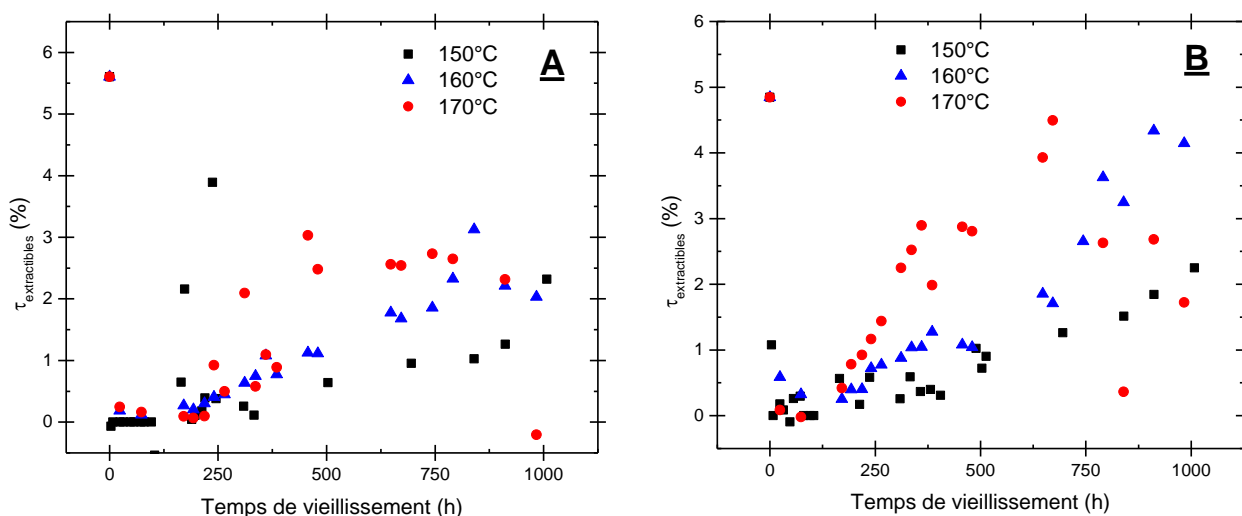 A
150°C
160°C
170°C
6
5
4
3
2
1
0
τextractibles (%)
0
250
500
750
1000
Temps de vieillissement (h)
B
150°C
160°C
170°C
6
5
4
3
2
1
0
τextractibles (%)
0
250
500
750
1000
Temps de vieillissement (h)